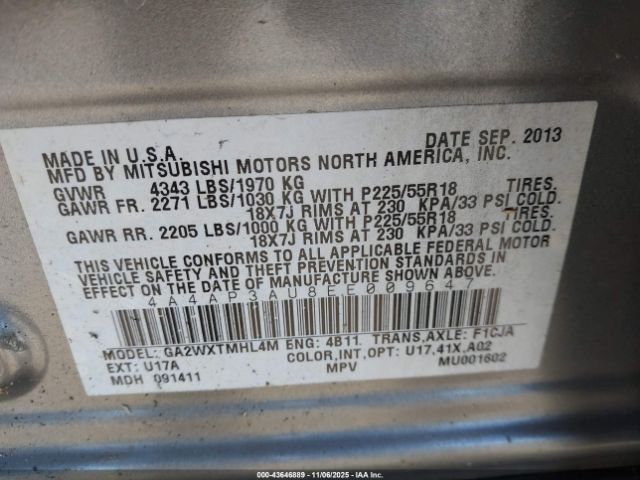 MADE IN U.S.A. DATE SEP. 2013
MFD BY MITSUBISHI MOTORS NORTH AMERICA, INC.
GVWR 4343 LBS/1970 KG
GAWR FR. 2271 LBS/1030 KG WITH P225/55R18 TIRES.
18X7J RIMS AT 230 KPA/33 PSI COLD.
GAWR RR. 2205 LBS/1000 KG WITH P225/55R18 TIRES.
18X7J RIMS AT 230 KPA/33 PSI COLD.
THIS VEHICLE CONFORMS TO ALL APPLICABLE FEDERAL MOTOR
VEHICLE SAFETY AND THEFT PREVENTION STANDARDS IN
EFFECT ON THE DATE OF MANUFACTURE SHOWN ABOVE.
4A4AP3AU8EE009647
MODEL: GA2WXTMHL4M ENG: 4B11 TRANS,AXLE: F1CJA
EXT: U17A COLOR,INT,OPT: U17,41X,A02
MDH 091411 MPV MU001602
© 000-43646889 - 11/06/2025 - IAA Inc.